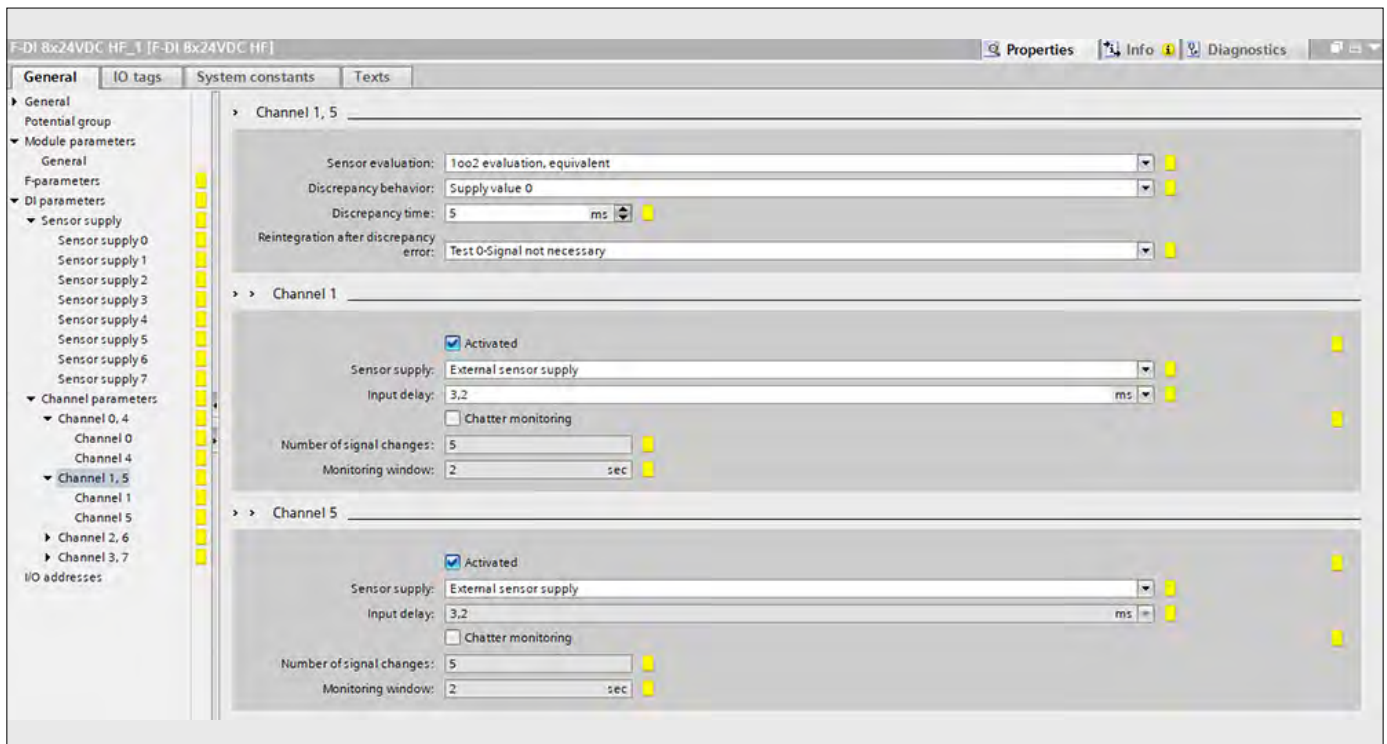 F-DI 8x24VDC HF_1 [F-DI 8x24VDC HF]
Properties Info Diagnostics
General IO tags System constants Texts
General
Potential group
Module parameters
General
F-parameters
DI parameters
Sensor supply
Sensor supply 0
Sensor supply 1
Sensor supply 2
Sensor supply 3
Sensor supply 4
Sensor supply 5
Sensor supply 6
Sensor supply 7
Channel parameters
Channel 0, 4
Channel 0
Channel 4
Channel 1, 5
Channel 1
Channel 5
Channel 2, 6
Channel 3, 7
I/O addresses
Channel 1, 5
Sensor evaluation: 1oo2 evaluation, equivalent
Discrepancy behavior: Supply value 0
Discrepancy time: 5 ms
Reintegration after discrepancy
error: Test 0-Signal not necessary
Channel 1
Activated
Sensor supply: External sensor supply
Input delay: 3,2 ms
Chatter monitoring
Number of signal changes: 5
Monitoring window: 2 sec
Channel 5
Activated
Sensor supply: External sensor supply
Input delay: 3,2 ms
Chatter monitoring
Number of signal changes: 5
Monitoring window: 2 sec